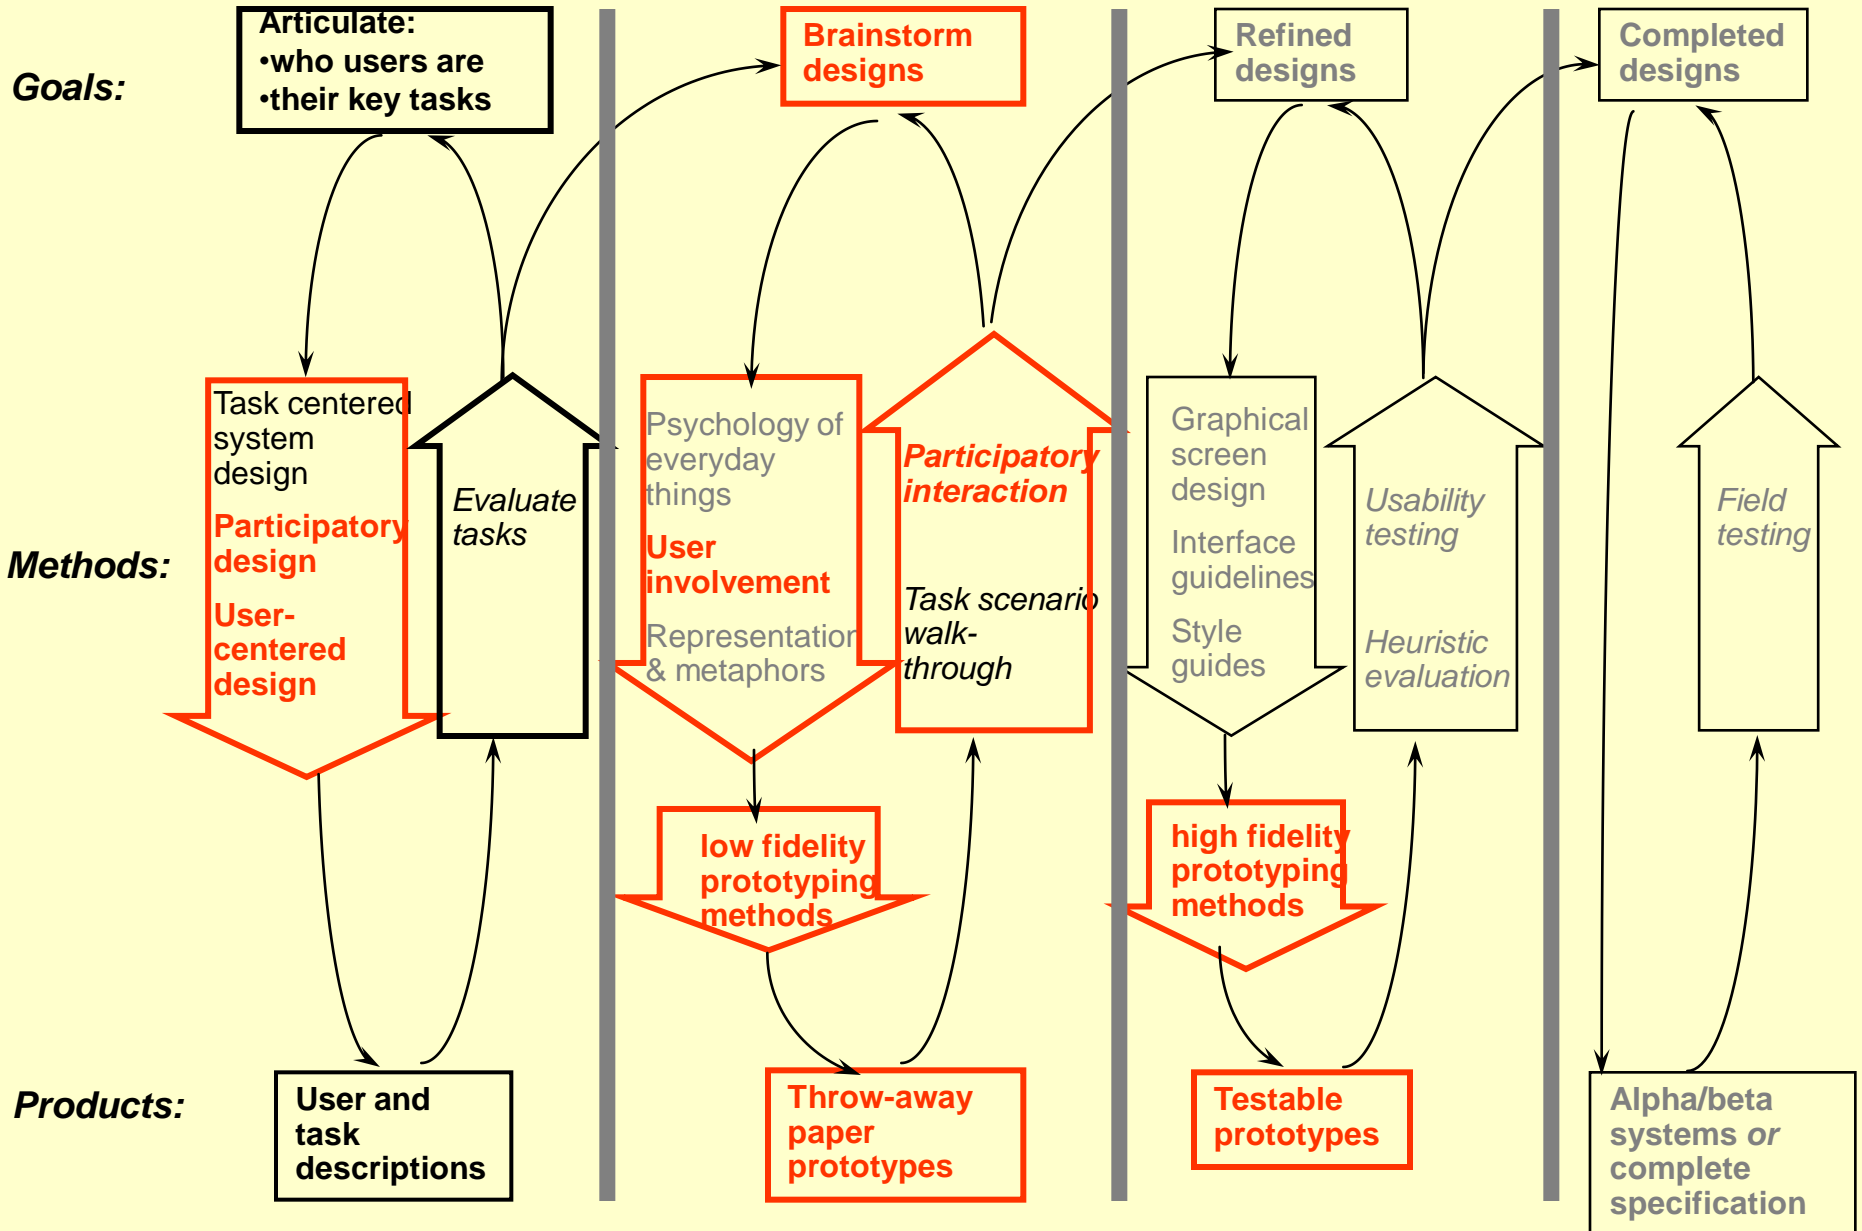 Goals:
Articulate:
•who users are
•their key tasks
Brainstorm
designs
Refined
designs
Completed
designs
Methods:
Task centered
system
design
Participatory
design
User-
centered
design
Evaluate
tasks
Psychology of
everyday
things
User
involvement
Representation
& metaphors
Participatory
interaction
Task scenario
walk-
through
Graphical
screen
design
Interface
guidelines
Style
guides
Usability
testing
Heuristic
evaluation
Field
testing
low fidelity
prototyping
methods
high fidelity
prototyping
methods
Products:
User and
task
descriptions
Throw-away
paper
prototypes
Testable
prototypes
Alpha/beta
systems or
complete
specification